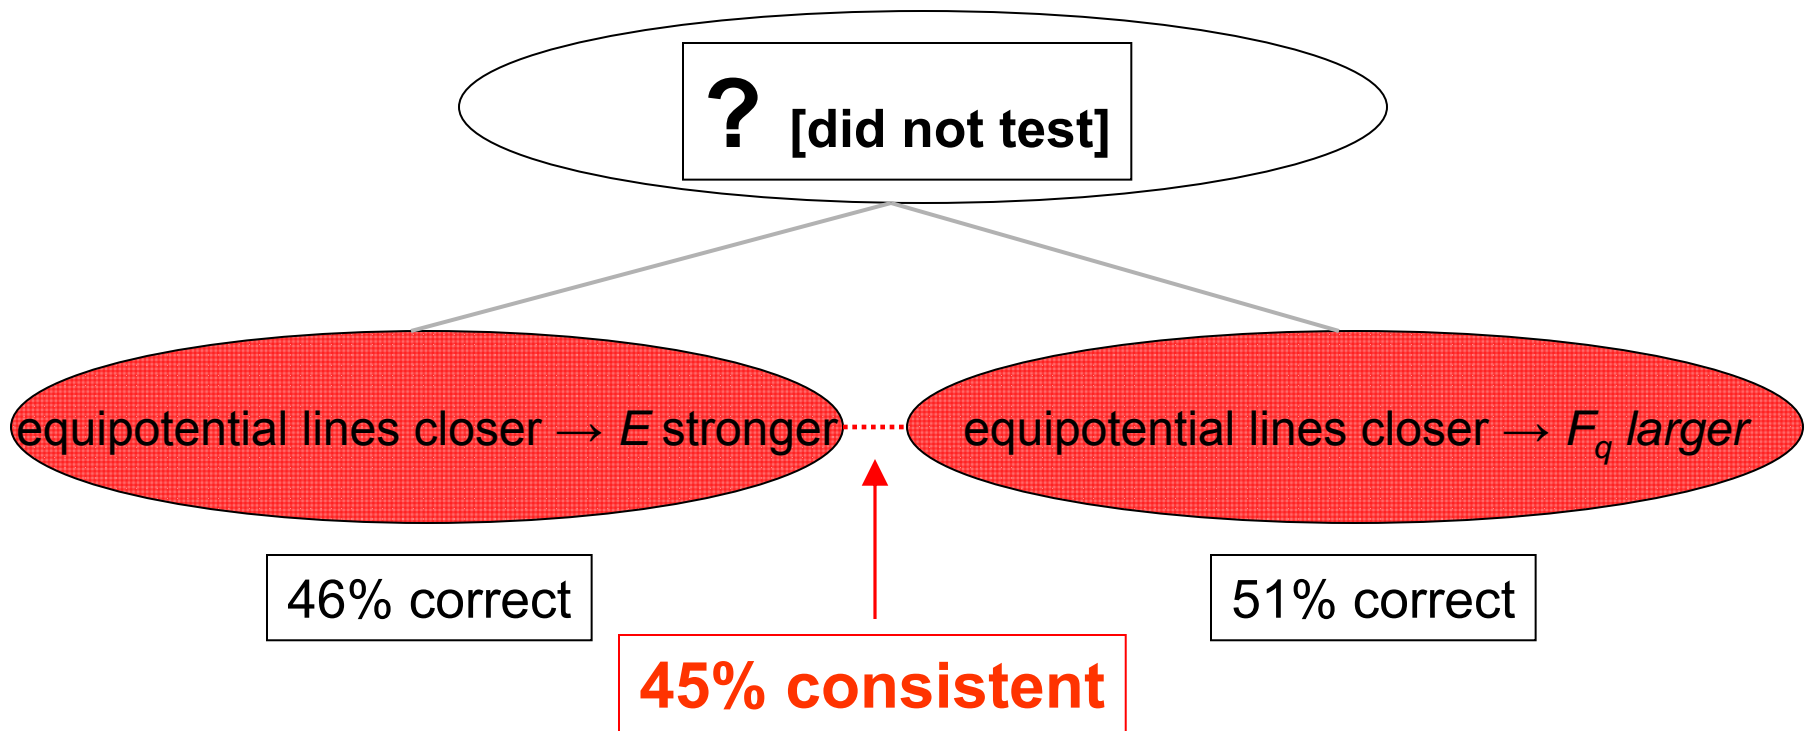 ? [did not test]
equipotential lines closer → E stronger
equipotential lines closer → Fq larger
46% correct
51% correct
45% consistent